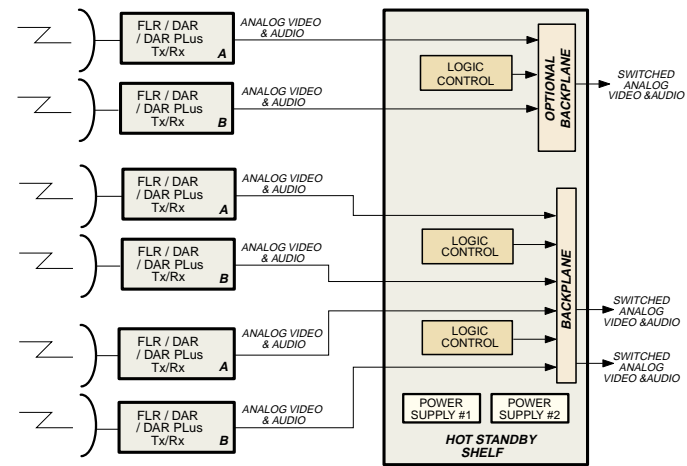 FLR / DAR
/ DAR PLus
Tx/Rx
A
ANALOG VIDEO
& AUDIO
FLR / DAR
/ DAR PLus
Tx/Rx
B
ANALOG VIDEO
& AUDIO
LOGIC
CONTROL
OPTIONAL
BACKPLANE
SWITCHED
ANALOG
VIDEO &AUDIO
FLR / DAR
/ DAR PLus
Tx/Rx
A
ANALOG VIDEO
& AUDIO
FLR / DAR
/ DAR PLus
Tx/Rx
B
ANALOG VIDEO
& AUDIO
LOGIC
CONTROL
FLR / DAR
/ DAR PLus
Tx/Rx
A
ANALOG VIDEO
& AUDIO
LOGIC
CONTROL
BACKPLANE
SWITCHED
ANALOG
VIDEO &AUDIO
SWITCHED
ANALOG
VIDEO &AUDIO
FLR / DAR
/ DAR PLus
Tx/Rx
B
ANALOG VIDEO
& AUDIO
POWER
SUPPLY #1
POWER
SUPPLY #2
HOT STANDBY
SHELF